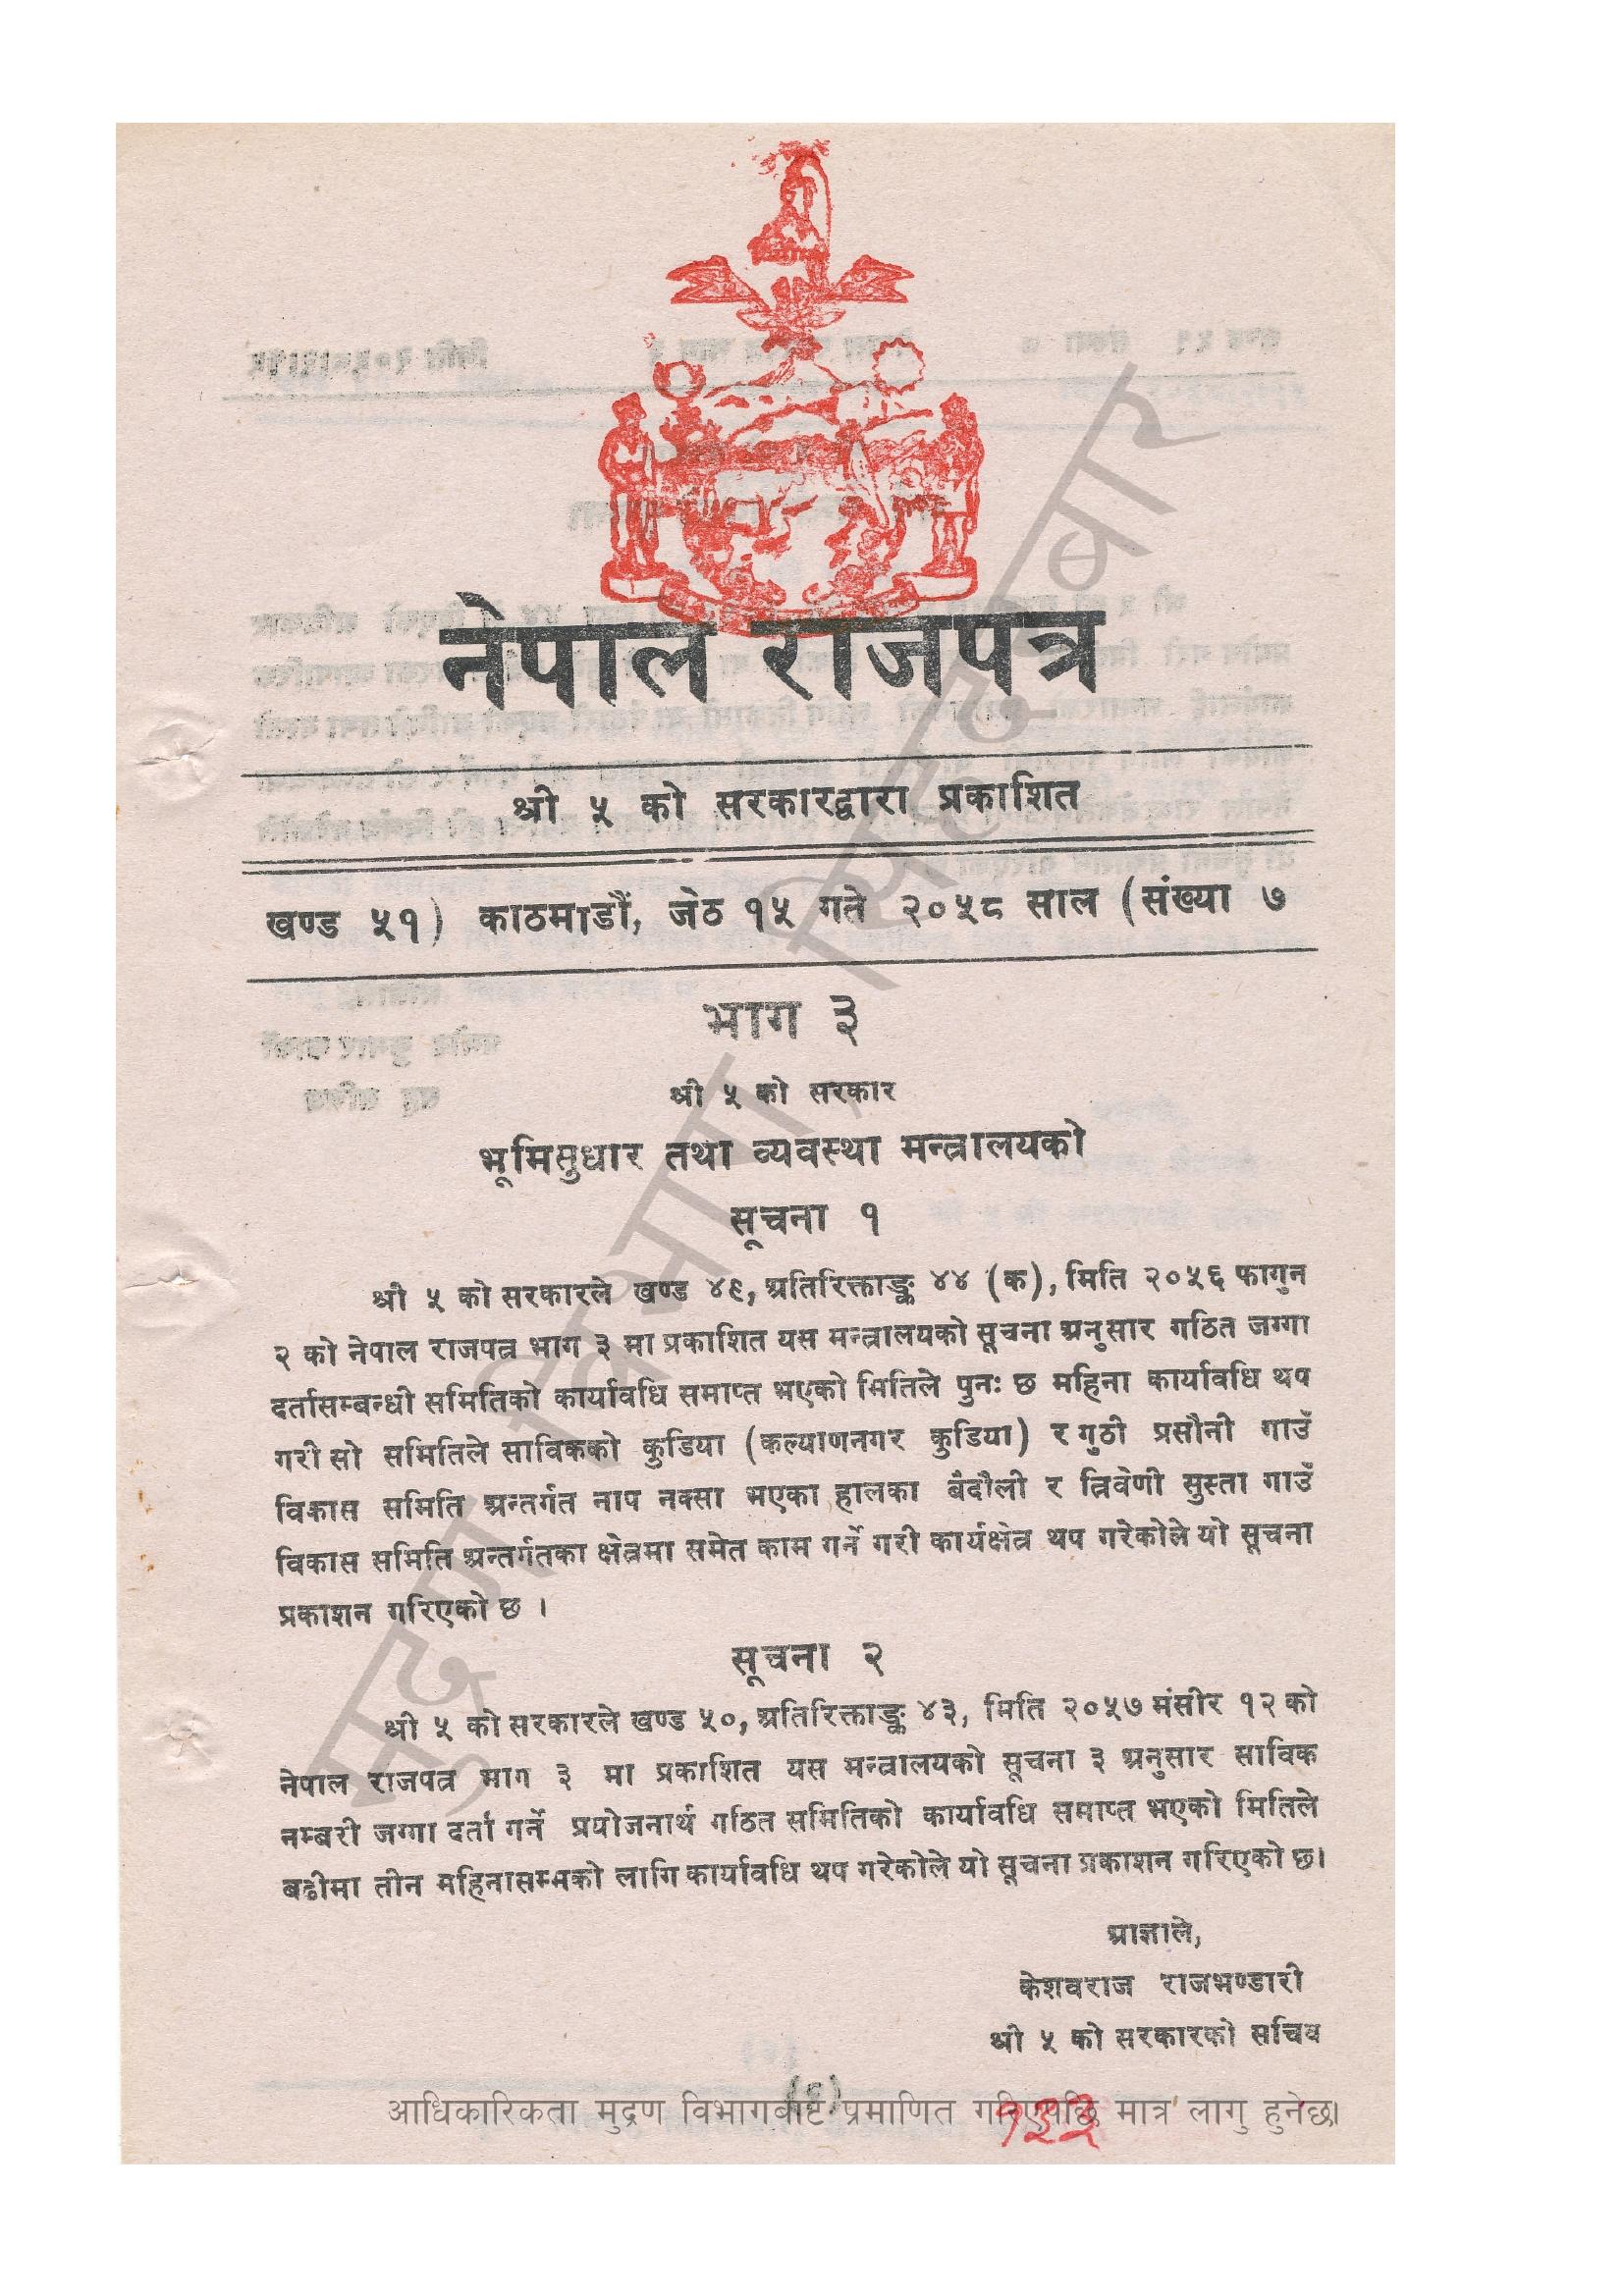 नेपाल राजपत्र
श्री ५ को सरकारद्वारा प्रकाशित
खण्ड ५१) काठमाडौं, जेठ १५ गते २०५८ साल (संख्या ७
भाग ३
श्री ५ को सरकार
भूमिसुधार तथा व्यवस्था मन्त्रालयको
सूचना १
श्री ५ को सरकारले खण्ड ४९, अतिरिक्ताङ्क ४४ (क), मिति २०५६ फागुन
२ को नेपाल राजपत्र भाग ३ मा प्रकाशित यस मन्त्रालयको सूचना अनुसार गठित जग्गा
दर्तासम्बन्धी समितिको कार्यावधि समाप्त भएको मितिले पुनः छ महिना कार्यावधि थप
गरी सो समितिले साविकको कुडिया (कल्याणनगर कुडिया) र गुठी प्रसौनी गाउँ
विकास समिति अन्तर्गत नाप नक्सा भएका हालका बैदौली र त्रिवेणी सुस्ता गाउँ
विकास समिति अन्तर्गतका क्षेत्रमा समेत काम गर्ने गरी कार्यक्षेत्र थप गरेकोले यो सूचना
प्रकाशन गरिएको छ ।
सूचना २
श्री ५ को सरकारले खण्ड ५०, अतिरिक्ताङ्क ४३, मिति २०५७ मंसीर १२ को
नेपाल राजपत्र भाग ३ मा प्रकाशित यस मन्त्रालयको सूचना ३ अनुसार साविक
नम्बरी जग्गा दर्ता गर्ने प्रयोजनार्थ गठित समितिको कार्यावधि समाप्त भएको मितिले
बढीमा तीन महिनासम्मको लागि कार्यावधि थप गरेकोले यो सूचना प्रकाशन गरिएको छ।
आज्ञाले,
केशवराज राजभण्डारी
श्री ५ को सरकारको सचिव
आधिकारिकता मुद्रण विभागबाट प्रमाणित गरिएपछि मात्र लागु हुनेछ।
मुद्रण विभाग, सिंहदरबार